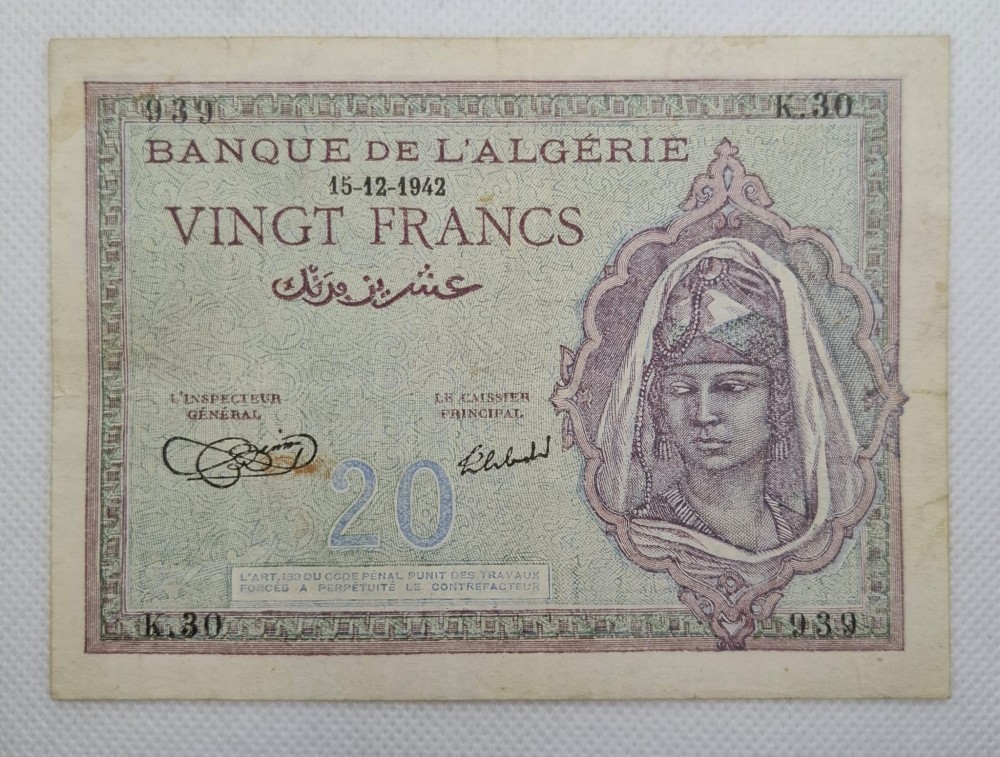 939 K.30
BANQUE DE L'ALGÉRIE
15-12-1942
VINGT FRANCS
عشرين فرنك
L'INSPECTEUR LE CAISSIER
GÉNÉRAL PRINCIPAL
20
L'ART. 139 DU CODE PÉNAL PUNIT DES TRAVAUX
FORCÉS A PERPÉTUITÉ LE CONTREFACTEUR
K.30 939